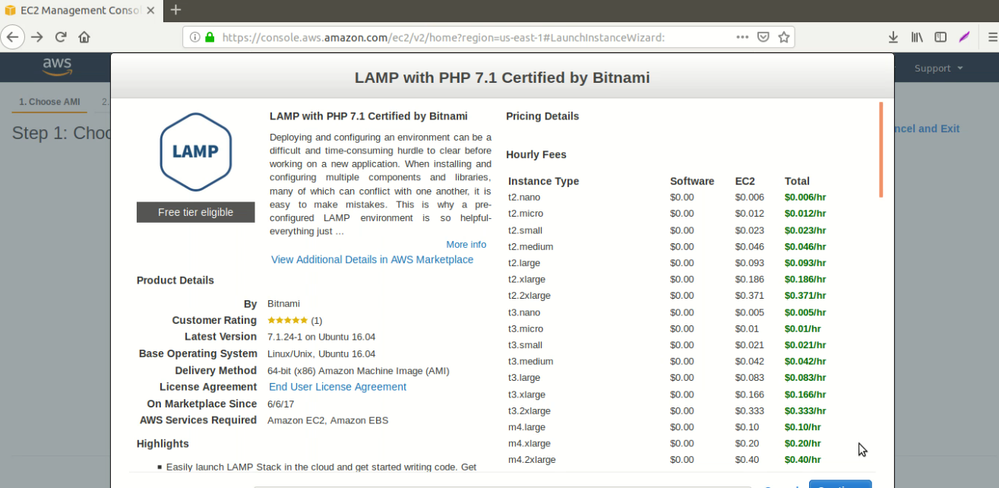 EC2 Management Consol
https://console.aws.amazon.com/ec2/v2/home?region=us-east-1#LaunchInstanceWizard:
aws
Support
1. Choose AMI
2.
Step 1: Choo
ncel and Exit
LAMP with PHP 7.1 Certified by Bitnami
LAMP
Free tier eligible
LAMP with PHP 7.1 Certified by Bitnami
Deploying and configuring an environment can be a
difficult and time-consuming hurdle to clear before
working on a new application. When installing and
configuring multiple components and libraries,
many of which can conflict with one another, it is
easy to make mistakes. This is why a pre-
configured LAMP environment is so helpful-
everything just ...
More info
View Additional Details in AWS Marketplace
Product Details
By Bitnami
Customer Rating (1)
Latest Version 7.1.24-1 on Ubuntu 16.04
Base Operating System Linux/Unix, Ubuntu 16.04
Delivery Method 64-bit (x86) Amazon Machine Image (AMI)
License Agreement End User License Agreement
On Marketplace Since 6/6/17
AWS Services Required Amazon EC2, Amazon EBS
Highlights
Easily launch LAMP Stack in the cloud and get started writing code. Get
Pricing Details
Hourly Fees
Instance Type Software EC2 Total
t2.nano $0.00 $0.006 $0.006/hr
t2.micro $0.00 $0.012 $0.012/hr
t2.small $0.00 $0.023 $0.023/hr
t2.medium $0.00 $0.046 $0.046/hr
t2.large $0.00 $0.093 $0.093/hr
t2.xlarge $0.00 $0.186 $0.186/hr
t2.2xlarge $0.00 $0.371 $0.371/hr
t3.nano $0.00 $0.005 $0.005/hr
t3.micro $0.00 $0.01 $0.01/hr
t3.small $0.00 $0.021 $0.021/hr
t3.medium $0.00 $0.042 $0.042/hr
t3.large $0.00 $0.083 $0.083/hr
t3.xlarge $0.00 $0.166 $0.166/hr
t3.2xlarge $0.00 $0.333 $0.333/hr
m4.large $0.00 $0.10 $0.10/hr
m4.xlarge $0.00 $0.20 $0.20/hr
m4.2xlarge $0.00 $0.40 $0.40/hr